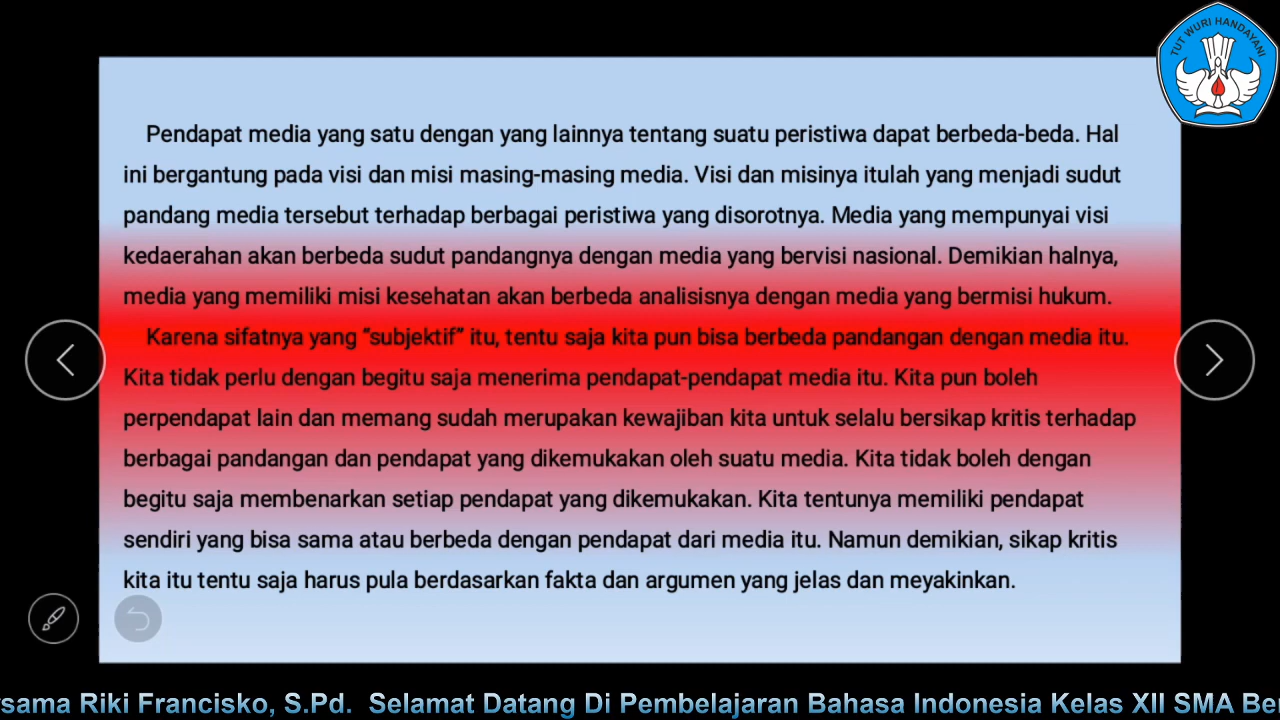 TUT WURI HANDAYANI
Pendapat media yang satu dengan yang lainnya tentang suatu peristiwa dapat berbeda-beda. Hal
ini bergantung pada visi dan misi masing-masing media. Visi dan misinya itulah yang menjadi sudut
pandang media tersebut terhadap berbagai peristiwa yang disorotnya. Media yang mempunyai visi
kedaerahan akan berbeda sudut pandangnya dengan media yang bervisi nasional. Demikian halnya,
media yang memiliki misi kesehatan akan berbeda analisisnya dengan media yang bermisi hukum.
Karena sifatnya yang “subjektif” itu, tentu saja kita pun bisa berbeda pandangan dengan media itu.
Kita tidak perlu dengan begitu saja menerima pendapat-pendapat media itu. Kita pun boleh
perpendapat lain dan memang sudah merupakan kewajiban kita untuk selalu bersikap kritis terhadap
berbagai pandangan dan pendapat yang dikemukakan oleh suatu media. Kita tidak boleh dengan
begitu saja membenarkan setiap pendapat yang dikemukakan. Kita tentunya memiliki pendapat
sendiri yang bisa sama atau berbeda dengan pendapat dari media itu. Namun demikian, sikap kritis
kita itu tentu saja harus pula berdasarkan fakta dan argumen yang jelas dan meyakinkan.
rsama Riki Francisko, S.Pd. Selamat Datang Di Pembelajaran Bahasa Indonesia Kelas XII SMA Ber